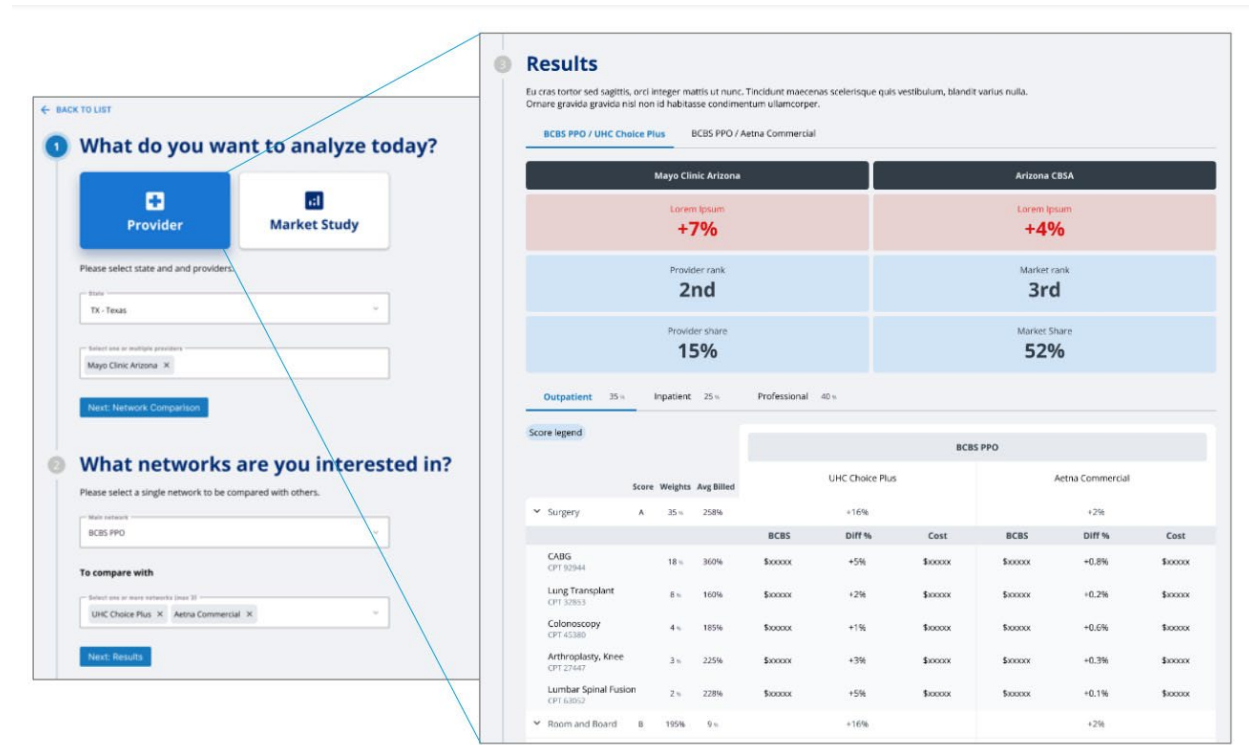 ← BACK TO LIST
1
What do you want to analyze today?
Provider
Market Study
Please select state and and providers.
State
TX - Texas
Select one or multiple providers
Mayo Clinic Arizona ×
Next: Network Comparison
2
What networks are you interested in?
Please select a single network to be compared with others.
Main network
BCBS PPO
To compare with
Select one or more networks (max 3)
UHC Choice Plus × Aetna Commercial ×
Next: Results
3
Results
Eu cras tortor sed sagittis, orci integer mattis ut nunc. Tincidunt maecenas scelerisque quis vestibulum, blandit varius nulla.
Ornare gravida gravida nisl non id habitasse condimentum ullamcorper.
BCBS PPO / UHC Choice Plus BCBS PPO / Aetna Commercial
Mayo Clinic Arizona Arizona CBSA
Lorem Ipsum Lorem Ipsum
+7% +4%
Provider rank Market rank
2nd 3rd
Provider share Market Share
15% 52%
Outpatient 35 % Inpatient 25 % Professional 40 %
Score legend
BCBS PPO
UHC Choice Plus Aetna Commercial
Score Weights Avg Billed
Surgery A 35 % 258% +16% +2%
BCBS Diff % Cost BCBS Diff % Cost
CABG 18 % 360% $xxxxx +5% $xxxxx $xxxxx +0.8% $xxxxx
CPT 92944
Lung Transplant 8 % 160% $xxxxx +2% $xxxxx $xxxxx +0.2% $xxxxx
CPT 32853
Colonoscopy 4 % 185% $xxxxx +1% $xxxxx $xxxxx +0.6% $xxxxx
CPT 45380
Arthroplasty, Knee 3 % 225% $xxxxx +3% $xxxxx $xxxxx +0.3% $xxxxx
CPT 27447
Lumbar Spinal Fusion 2 % 228% $xxxxx +5% $xxxxx $xxxxx +0.1% $xxxxx
CPT 63052
Room and Board B 195% 9 % +16% +2%